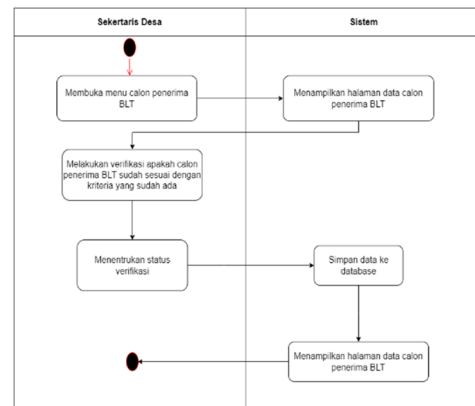 Sekertaris Desa
Sistem
Membuka menu calon penerima
BLT
Menampilkan halaman data calon
penerima BLT
Melakukan verifikasi apakah calon
penerima BLT sudah sesuai dengan
kriteria yang sudah ada
Menentrukan status
verifikasi
Simpan data ke
database
Menampilkan halaman data calon
penerima BLT